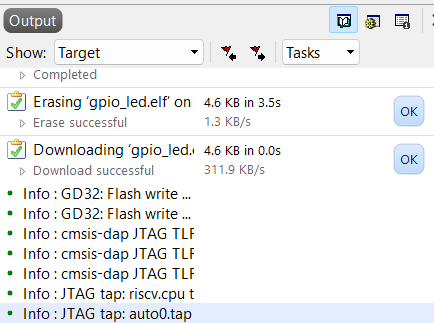 Output
Show: Target Tasks
Completed
Erasing ‘gpio_led.elf’ on 4.6 KB in 3.5s
Erase successful 1.3 KB/s OK
Downloading ‘gpio_led.e 4.6 KB in 0.0s
Download successful 311.9 KB/s OK
Info : GD32: Flash write ...
Info : GD32: Flash write ...
Info : cmsis-dap JTAG TLF
Info : cmsis-dap JTAG TLF
Info : cmsis-dap JTAG TLF
Info : JTAG tap: riscv.cpu t
Info : JTAG tap: auto0.tap